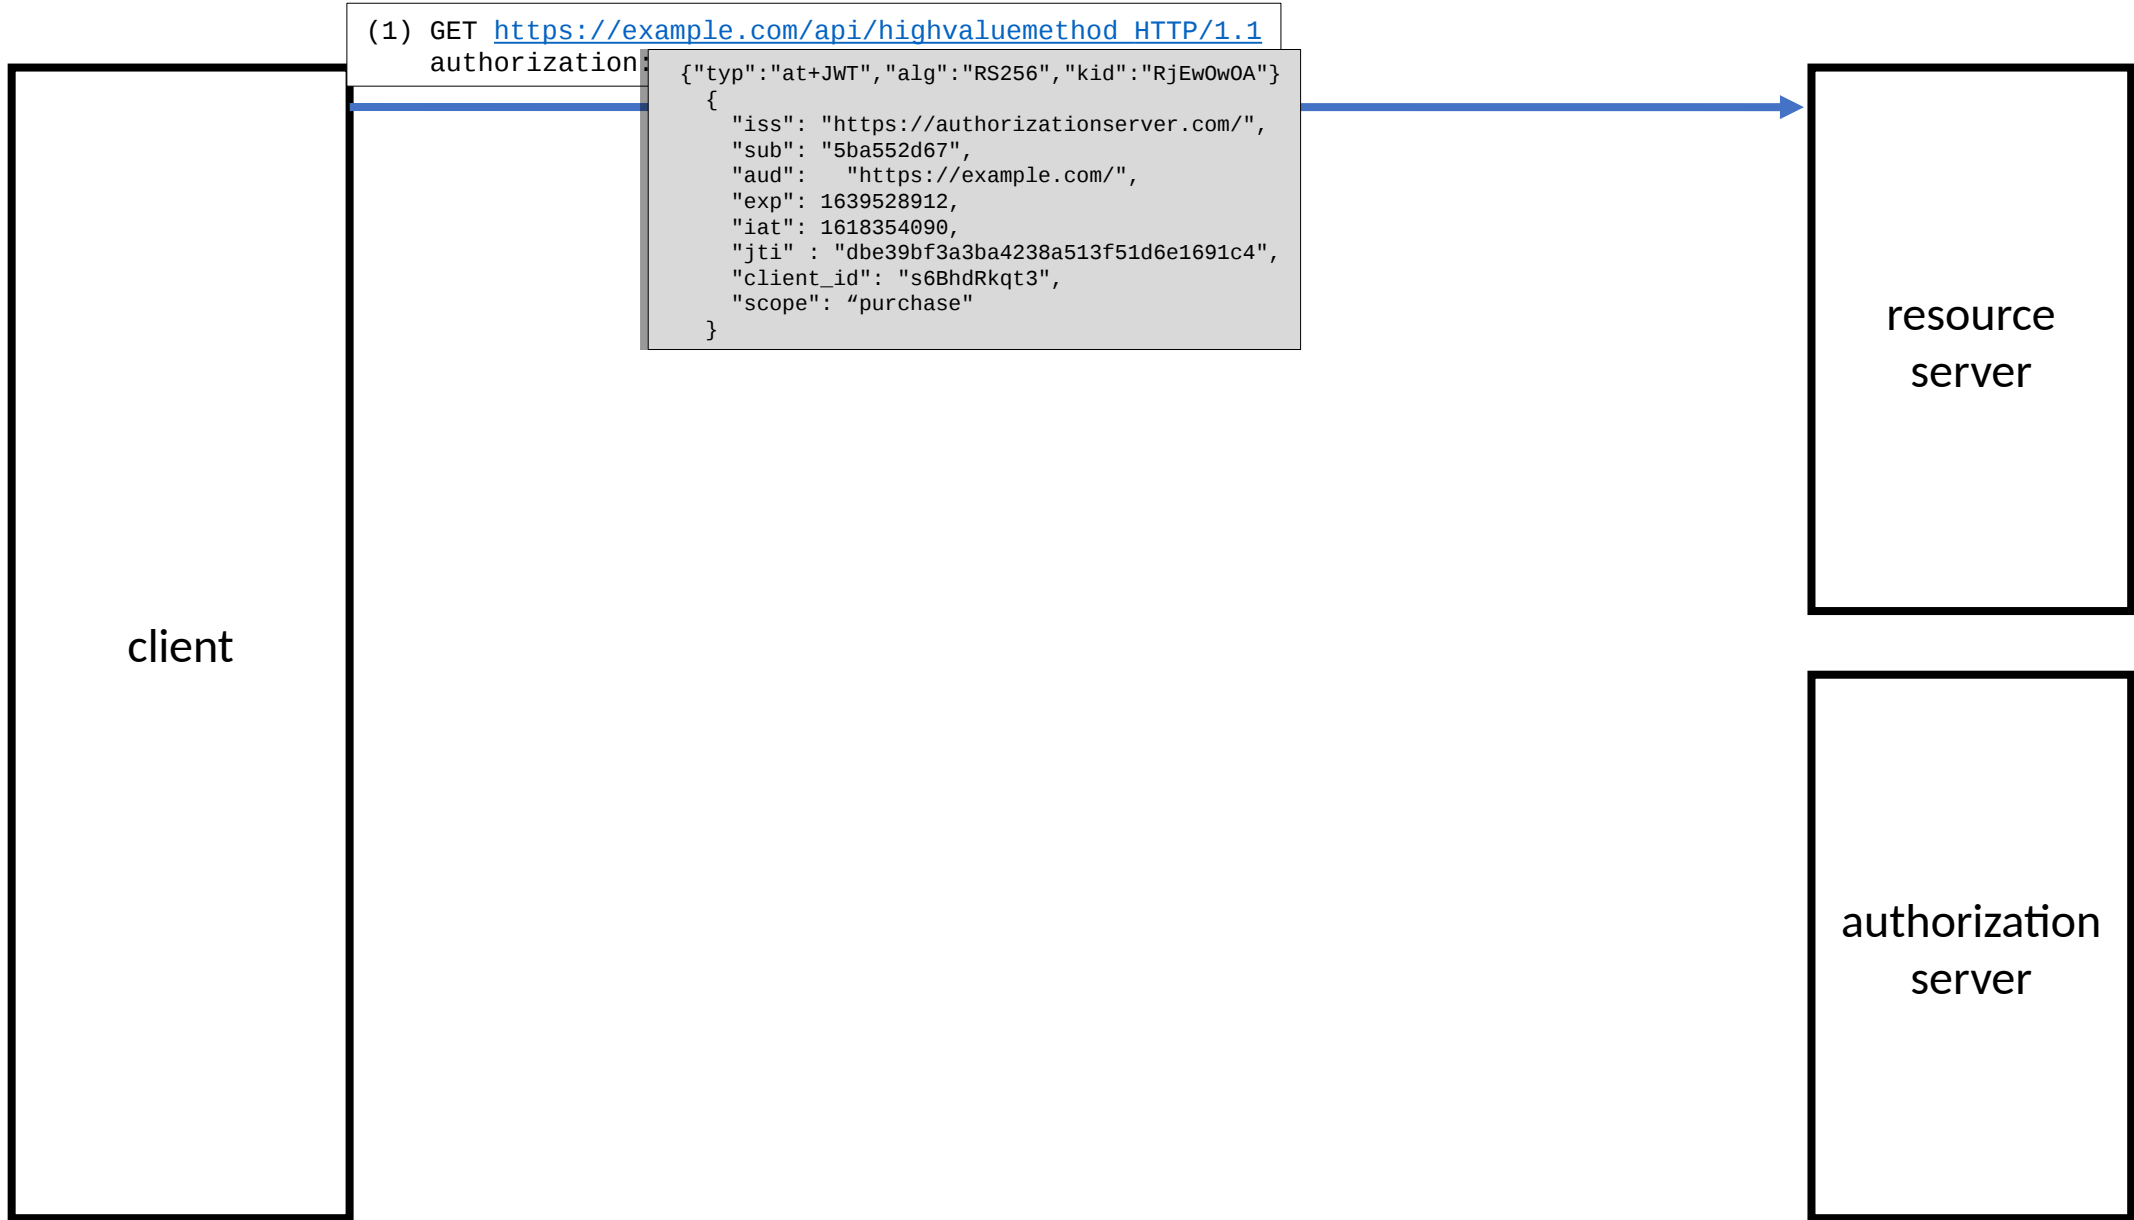 (1) GET https://example.com/api/highvaluemethod HTTP/1.1
authorization:
{"typ":"at+JWT","alg":"RS256","kid":"RjEwOwOA"}
{
"iss": "https://authorizationserver.com/",
"sub": "5ba552d67",
"aud":   "https://example.com/",
"exp": 1639528912,
"iat": 1618354090,
"jti" : "dbe39bf3a3ba4238a513f51d6e1691c4",
"client_id": "s6BhdRkqt3",
"scope": “purchase"
}
resource
server
client
authorization
server